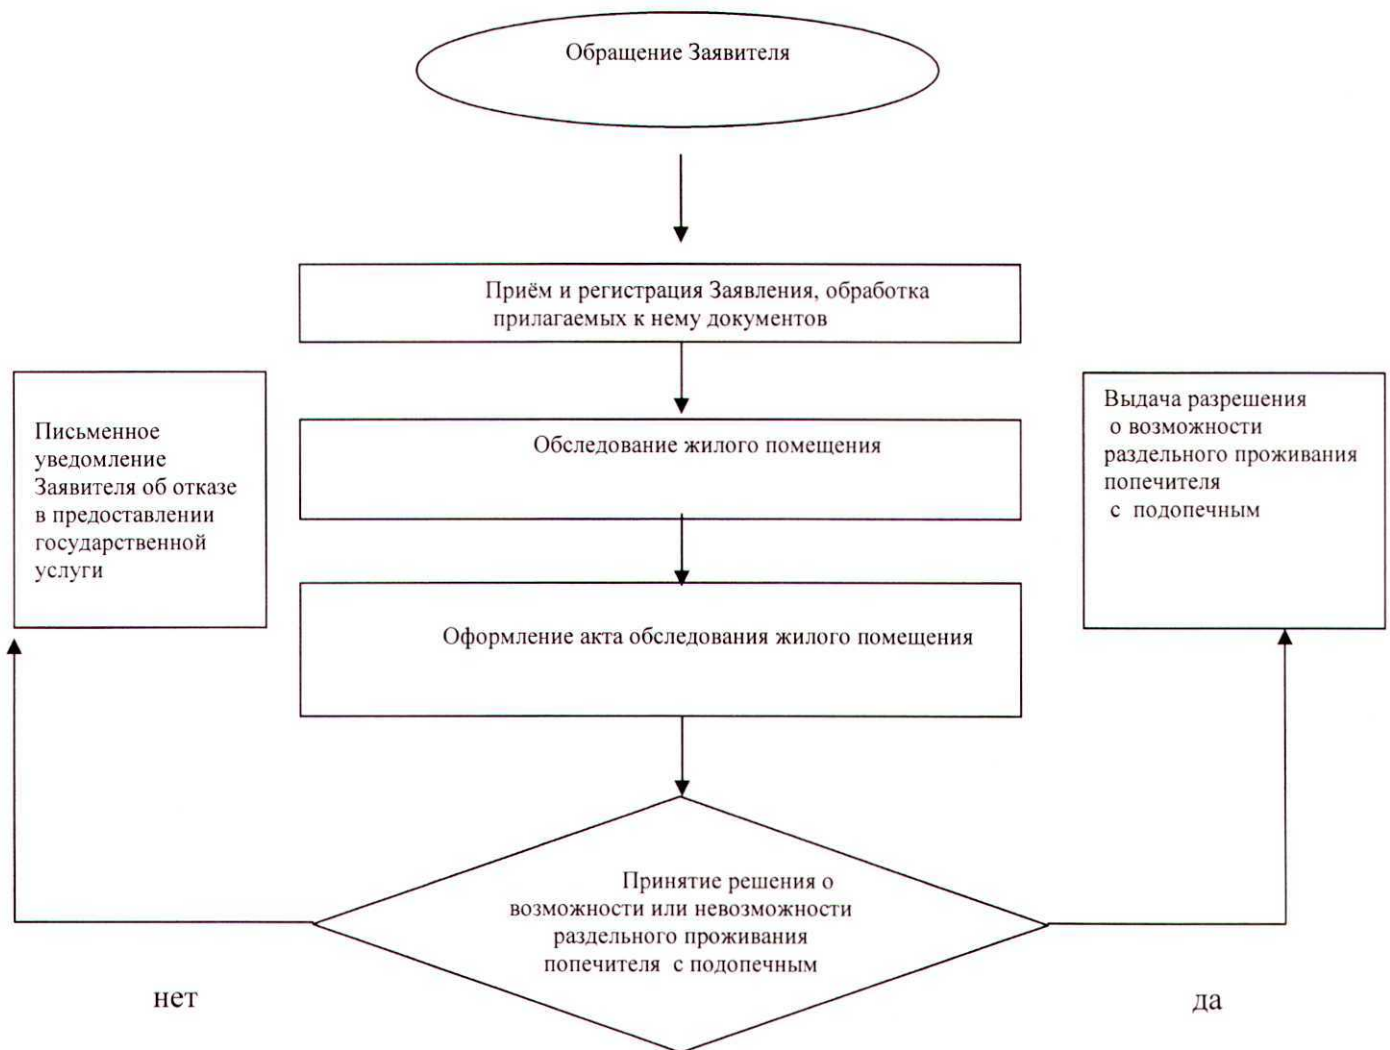 Обращение Заявителя
Приём и регистрация Заявления, обработка
прилагаемых к нему документов
Письменное
уведомление
Заявителя об отказе
в предоставлении
государственной
услуги
Обследование жилого помещения
Выдача разрешения
о возможности
раздельного проживания
попечителя
с подопечным
Оформление акта обследования жилого помещения
Принятие решения о
возможности или невозможности
раздельного проживания
попечителя с подопечным
нет
да